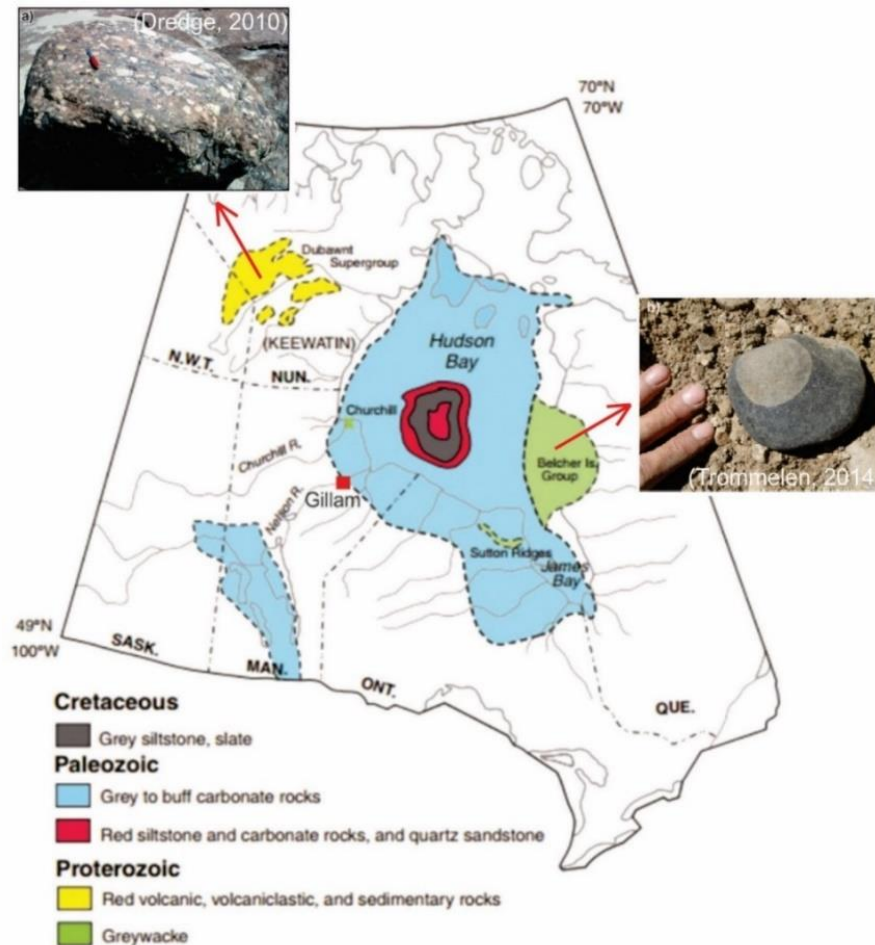 a)
(Dredge, 2010)
70°N
70°W
Dubawnt
Supergroup
(KEEWATIN)
Hudson
Bay
b)
N.W.T.
NUN.
Churchill
Churchill R.
Belcher Is.
Group
(Trommelen, 2014
Gillam
Nelson R.
Sutton Ridges
James
Bay
49°N
100°W
SASK.
MAN.
ONT.
QUE.
Cretaceous
Grey siltstone, slate
Paleozoic
Grey to buff carbonate rocks
Red siltstone and carbonate rocks, and quartz sandstone
Proterozoic
Red volcanic, volcaniclastic, and sedimentary rocks
Greywacke